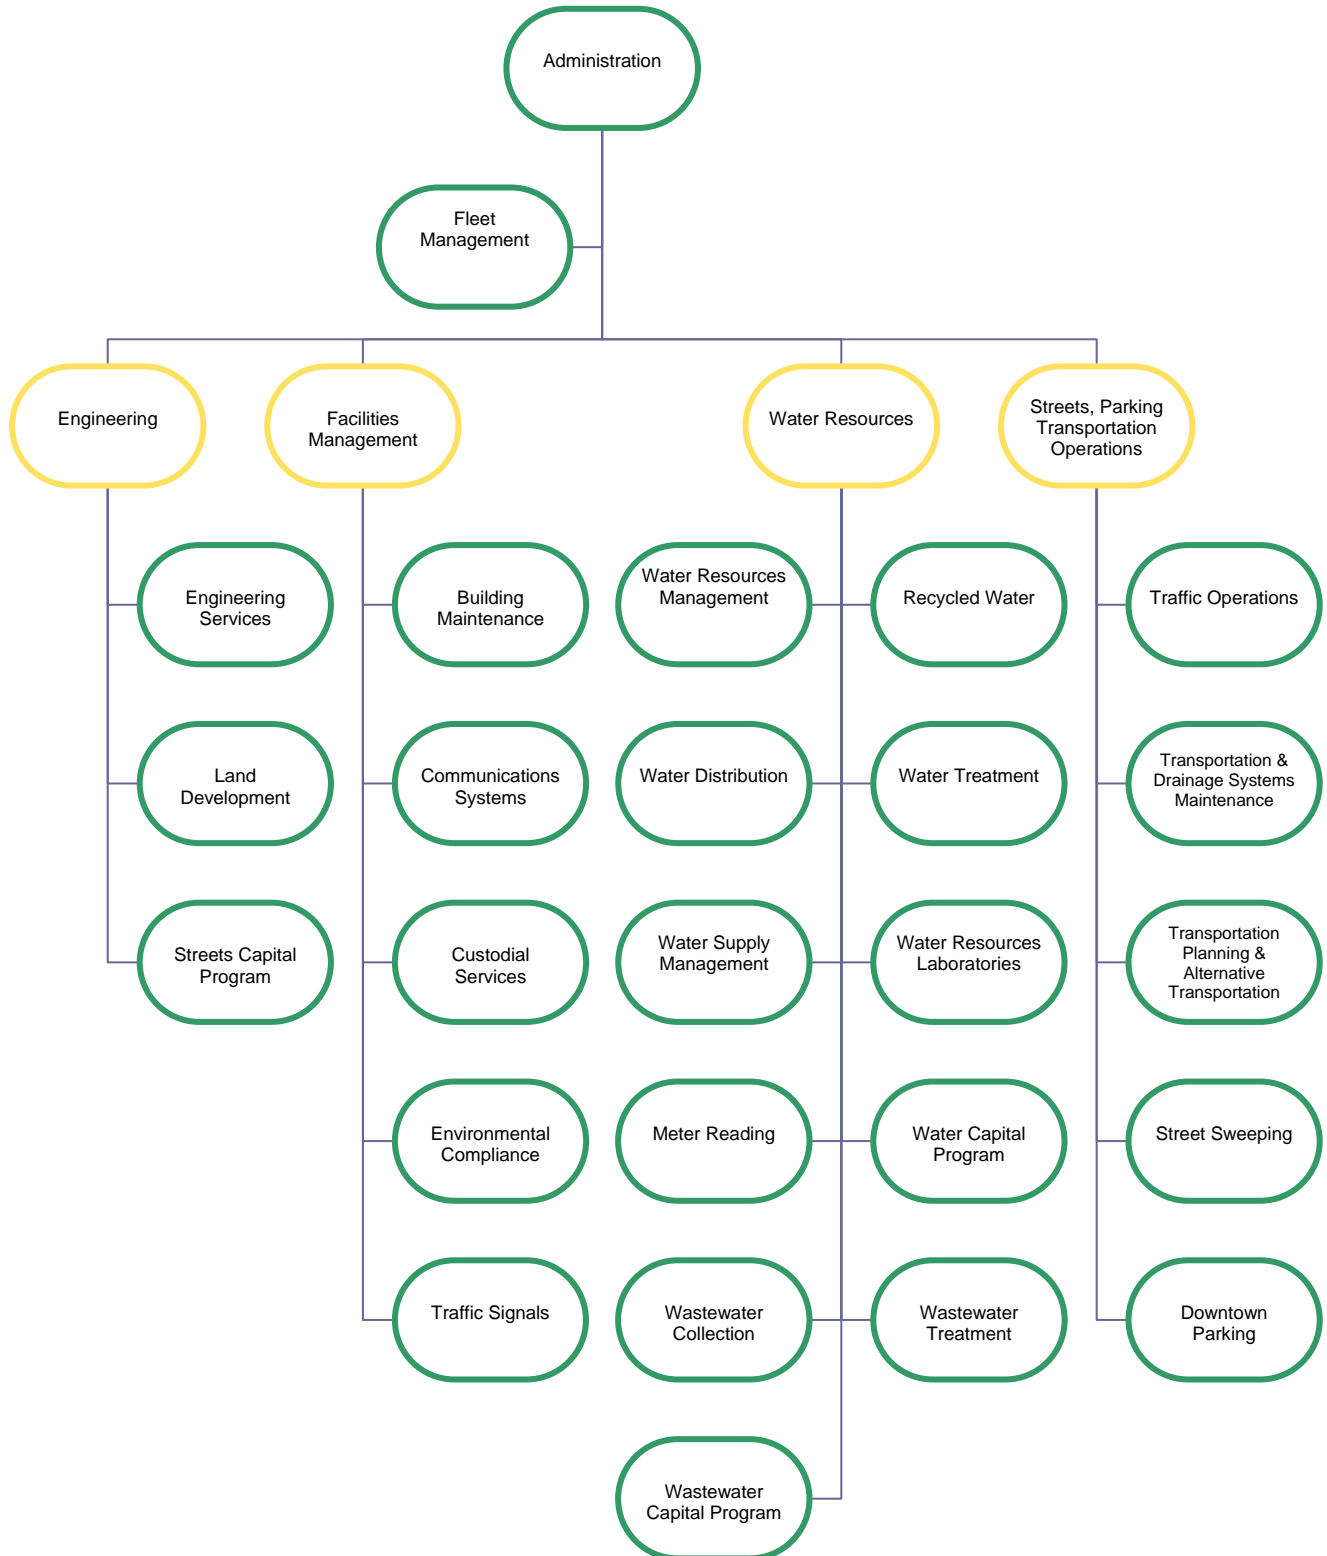 Administration
Fleet
Management
Engineering
Facilities
Management
Water Resources
Streets, Parking
Transportation
Operations
Engineering
Services
Building
Maintenance
Water Resources
Management
Recycled Water
Traffic Operations
Land
Development
Communications
Systems
Water Distribution
Water Treatment
Transportation &
Drainage Systems
Maintenance
Streets Capital
Program
Custodial
Services
Water Supply
Management
Water Resources
Laboratories
Transportation
Planning &
Alternative
Transportation
Environmental
Compliance
Meter Reading
Water Capital
Program
Street Sweeping
Traffic Signals
Wastewater
Collection
Wastewater
Treatment
Downtown
Parking
Wastewater
Capital Program